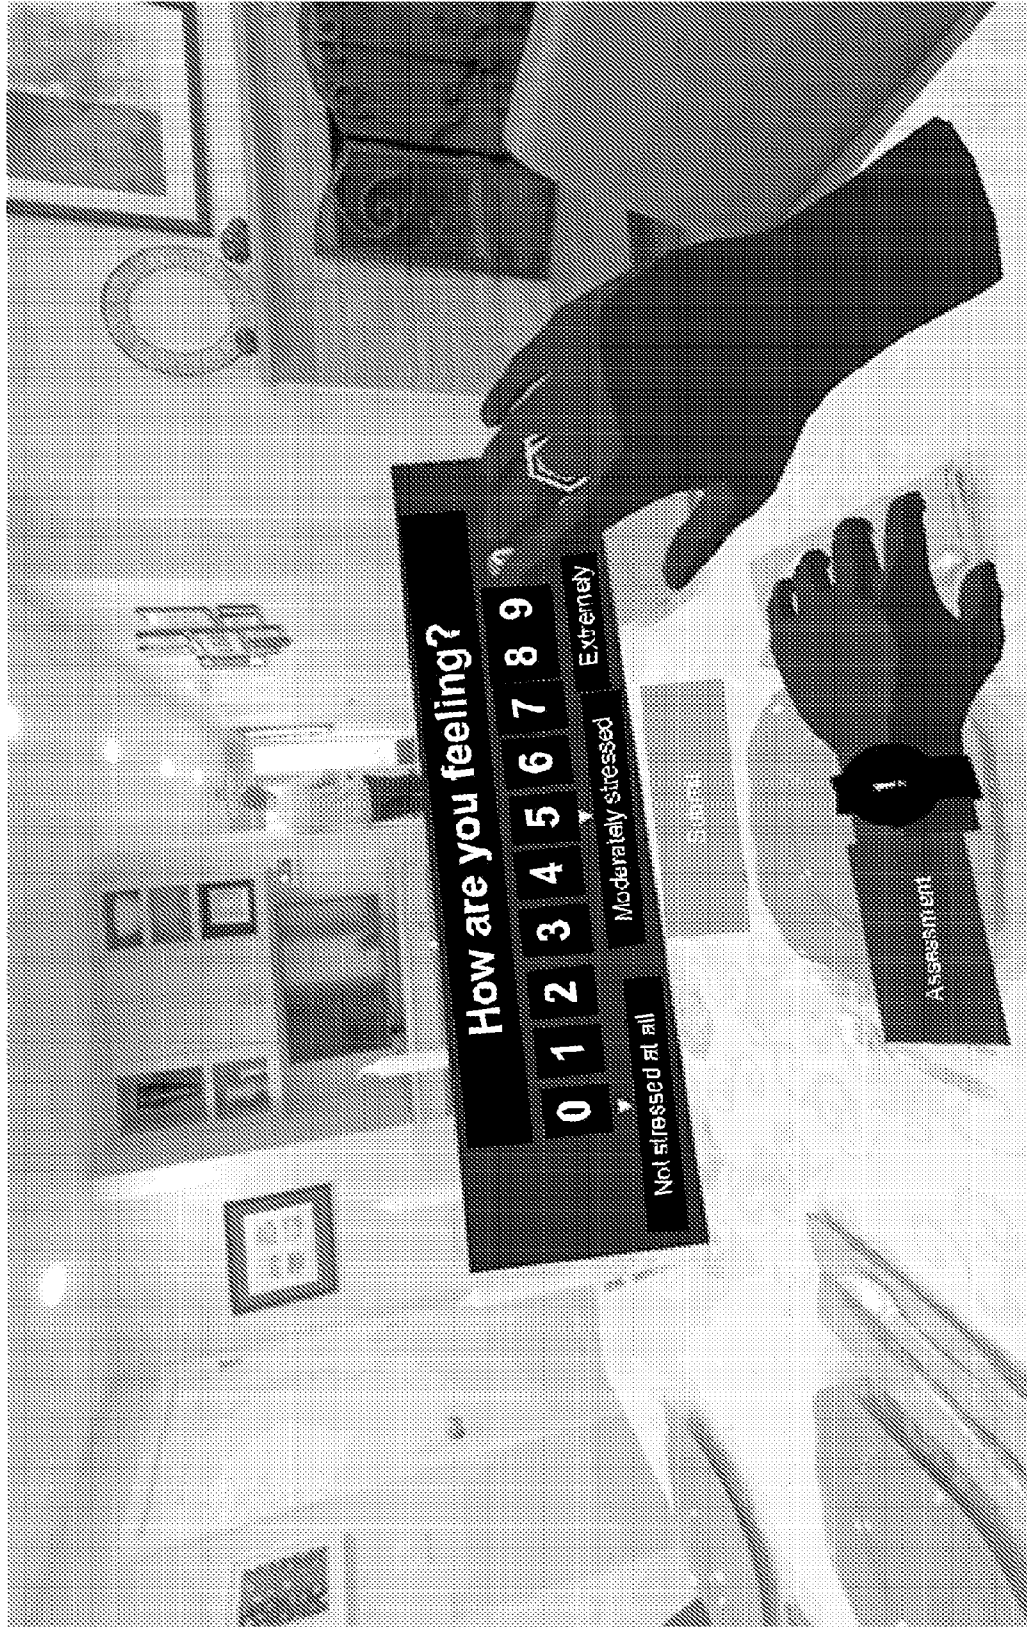 How are you feeling?
0 1 2 3 4 5 6 7 8 9
Not stressed at all
Moderately stressed
Extremely
Submit
Assessment